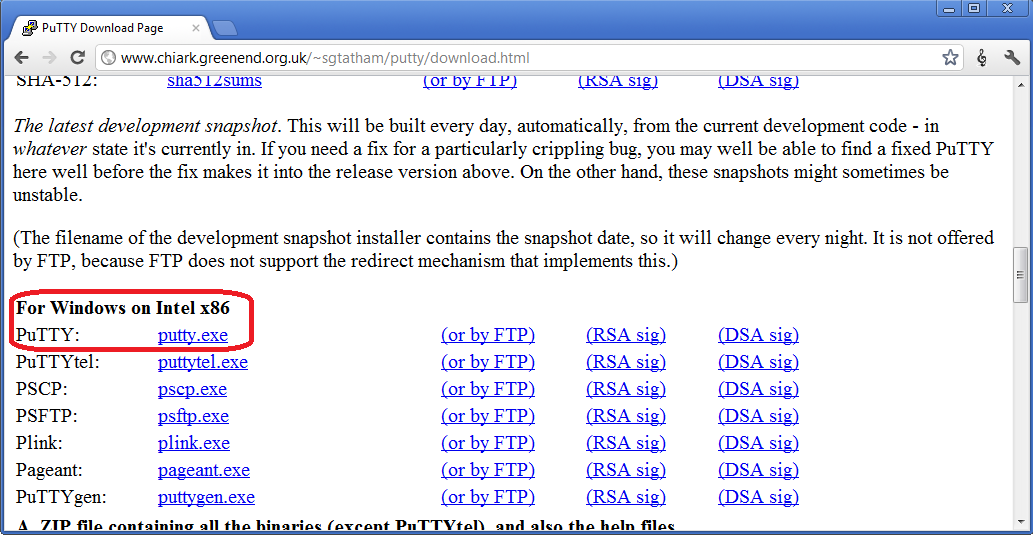 PuTTY Download Page
www.chiark.greenend.org.uk/~sgtatham/putty/download.html
SHA-512: sha512sums (or by FTP) (RSA sig) (DSA sig)
The latest development snapshot. This will be built every day, automatically, from the current development code - in
whatever state it's currently in. If you need a fix for a particularly crippling bug, you may well be able to find a fixed PuTTY
here well before the fix makes it into the release version above. On the other hand, these snapshots might sometimes be
unstable.
(The filename of the development snapshot installer contains the snapshot date, so it will change every night. It is not offered
by FTP, because FTP does not support the redirect mechanism that implements this.)
For Windows on Intel x86
PuTTY: putty.exe (or by FTP) (RSA sig) (DSA sig)
PuTTYtel: puttytel.exe (or by FTP) (RSA sig) (DSA sig)
PSCP: pscp.exe (or by FTP) (RSA sig) (DSA sig)
PSFTP: psftp.exe (or by FTP) (RSA sig) (DSA sig)
Plink: plink.exe (or by FTP) (RSA sig) (DSA sig)
Pageant: pageant.exe (or by FTP) (RSA sig) (DSA sig)
PuTTYgen: puttygen.exe (or by FTP) (RSA sig) (DSA sig)
A .ZIP file containing all the binaries (except PuTTYtel), and also the help files